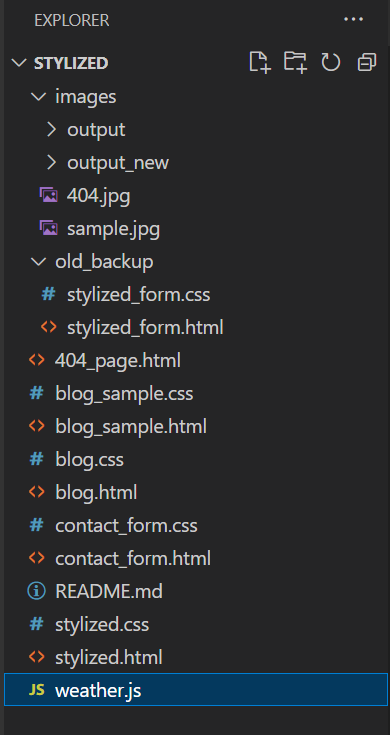 EXPLORER ...
STYLIZED
images
output
output_new
404.jpg
sample.jpg
old_backup
# stylized_form.css
<> stylized_form.html
<> 404_page.html
# blog_sample.css
<> blog_sample.html
# blog.css
<> blog.html
# contact_form.css
<> contact_form.html
README.md
# stylized.css
<> stylized.html
JS weather.js